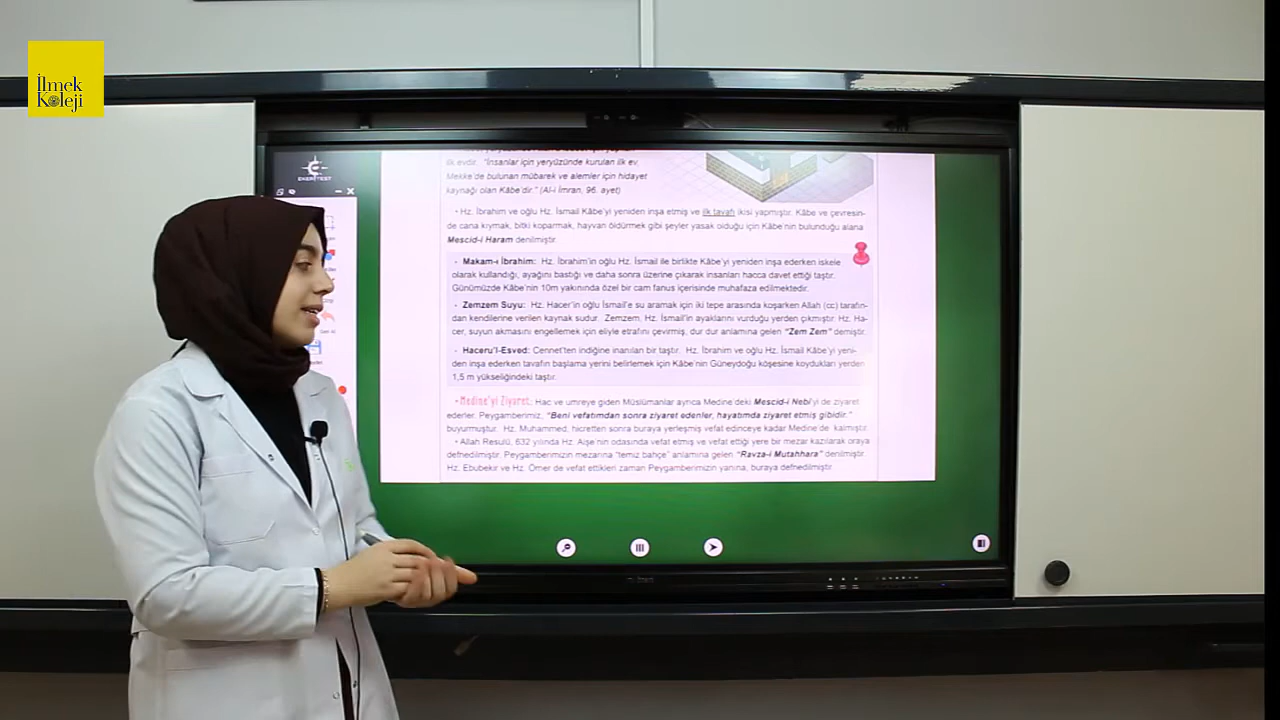 İlmek
Koleji
EKERTEST
ilk evdir. "İnsanlar için yeryüzünde kurulan ilk ev,
Mekke'de bulunan mübarek ve alemler için hidayet
kaynağı olan Kâbe'dir." (Al-i İmran, 96. ayet)
• Hz. İbrahim ve oğlu Hz. İsmail Kâbe'yi yeniden inşa etmiş ve ilk tavafı ikisi yapmıştır. Kâbe ve çevresin-
de cana kıymak, bitki koparmak, hayvan öldürmek gibi şeyler yasak olduğu için Kâbe'nin bulunduğu alana
Mescid-i Haram denilmiştir.
- Makam-ı İbrahim: Hz. İbrahim'in oğlu Hz. İsmail ile birlikte Kâbe'yi yeniden inşa ederken iskele
olarak kullandığı, ayağını bastığı ve daha sonra üzerine çıkarak insanları hacca davet ettiği taştır.
Günümüzde Kâbe'nin 10m yakınında özel bir cam fanus içerisinde muhafaza edilmektedir.
- Zemzem Suyu: Hz. Hacer'in oğlu İsmail'e su aramak için iki tepe arasında koşarken Allah (cc) tarafın-
dan kendilerine verilen kaynak sudur. Zemzem, Hz. İsmail'in ayaklarını vurduğu yerden çıkmıştır. Hz. Ha-
cer, suyun akmasını engellemek için eliyle etrafını çevirmiş, dur dur anlamına gelen "Zem Zem" demiştir.
- Haceru'l-Esved: Cennet'ten indiğine inanılan bir taştır. Hz. İbrahim ve oğlu Hz. İsmail Kâbe'yi yeni-
den inşa ederken tavafın başlama yerini belirlemek için Kâbe'nin Güneydoğu köşesine koydukları yerden
1,5 m yükseliğindeki taştır.
• Medine'yi Ziyaret: Hac ve umreye giden Müslümanlar ayrıca Medine'deki Mescid-i Nebi'yi de ziyaret
ederler. Peygamberimiz, "Beni vefatımdan sonra ziyaret edenler, hayatımda ziyaret etmiş gibidir."
buyurmuştur. Hz. Muhammed, hicretten sonra buraya yerleşmiş vefat edinceye kadar Medine'de kalmıştır.
• Allah Resulü, 632 yılında Hz. Aişe'nin odasında vefat etmiş ve vefat ettiği yere bir mezar kazılarak oraya
defnedilmiştir. Peygamberimizin mezarına "temiz bahçe" anlamına gelen "Ravza-i Mutahhara" denilmiştir.
Hz. Ebubekir ve Hz. Ömer de vefat ettikleri zaman Peygamberimizin yanına, buraya defnedilmiştir.